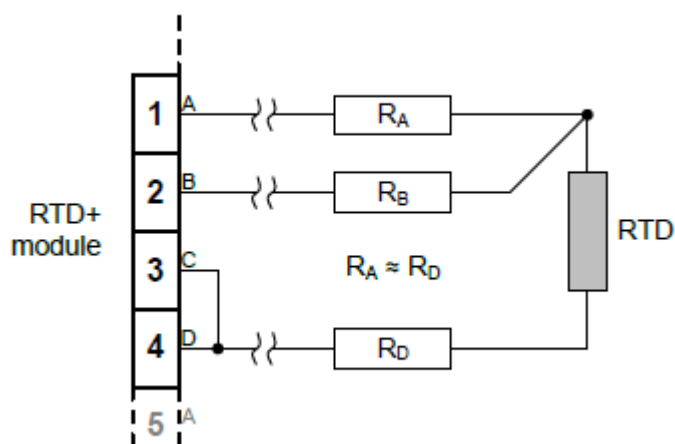 1 A
R_A
2 B
R_B
RTD+
module
RTD
3 C
R_A ≈ R_D
4 D
R_D
5 A